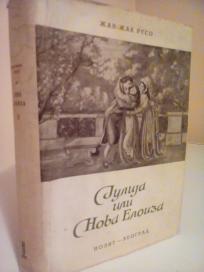 ЖАН-ЖАК РУСО
Јулија
или
Нова Елоиза
НОЛИТ — БЕОГРАД